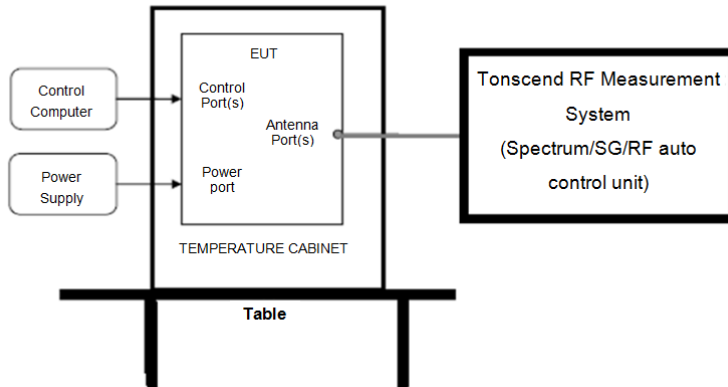 EUT
Control
Computer
Control
Port(s)
Antenna
Port(s)
Power
Supply
Power
port
TEMPERATURE CABINET
Table
Tonscend RF Measurement
System
(Spectrum/SG/RF auto
control unit)